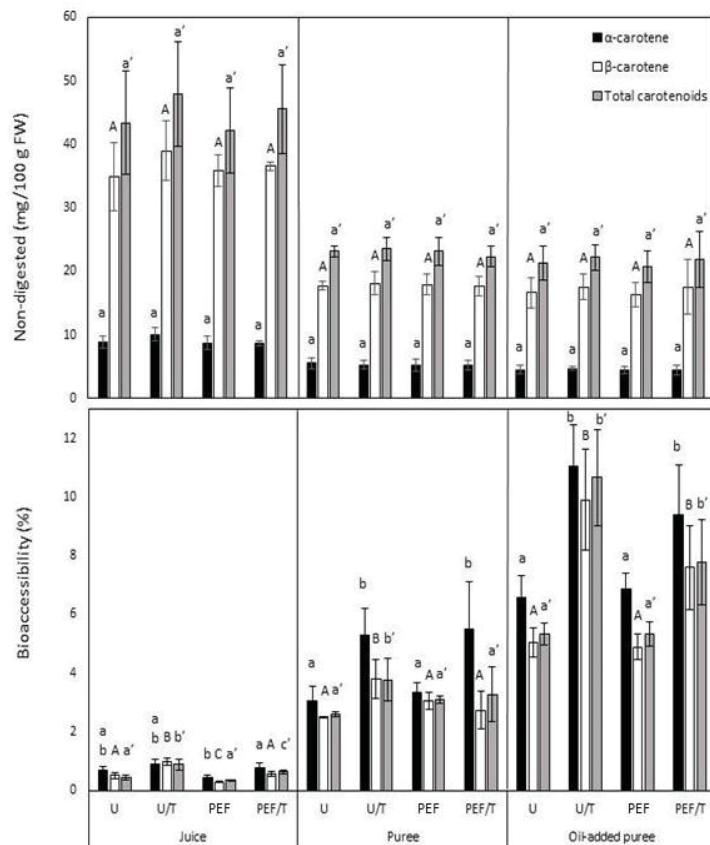 60
50
40
30
20
10
0
Non-digested (mg/100 g FW)
α-carotene
β-carotene
Total carotenoids
a A a’ a A a’ a A a’ a A a’
a A a’ a A a’ a A a’ a A a’
a A a’ a A a’ a A a’ a A a’
12
10
8
6
4
2
0
Bioaccessibility (%)
a
b A a’
a
b B b’
b C a’
a A c’
a A a’
b B b’
a A a’
b A a’
a A a’
b B b’
a A a’
b B b’
U U/T PEF PEF/T U U/T PEF PEF/T U U/T PEF PEF/T
Juice Puree Oil-added puree